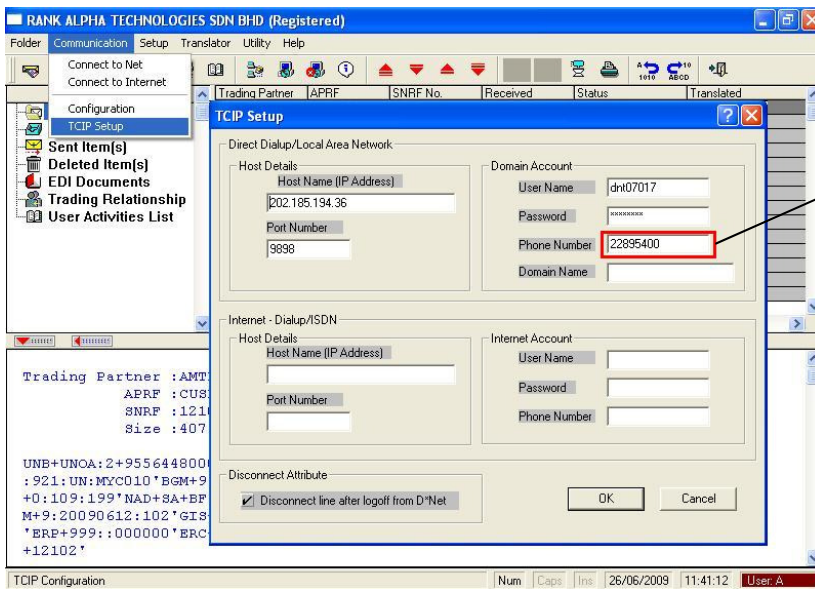 RANK ALPHA TECHNOLOGIES SDN BHD (Registered)
Folder Communication Setup Translator Utility Help
Connect to Net
Connect to Internet
Configuration
TCIP Setup
Trading Partner APRF SNRF No. Received Status Translated
Sent Item(s)
Deleted Item(s)
EDI Documents
Trading Relationship
User Activities List
TCIP Setup
Direct Dialup/Local Area Network
Host Details
Host Name (IP Address)
202.185.194.36
Port Number
9898
Domain Account
User Name dnt07017
Password xxxxxxxx
Phone Number 22895400
Domain Name
Internet - Dialup/ISDN
Host Details
Host Name (IP Address)
Port Number
Internet Account
User Name
Password
Phone Number
Disconnect Attribute
Disconnect line after logoff from D*Net
OK Cancel
Trading Partner :AMT
APRF :CUS
SNRF :121
Size :407
UNB+UNOA:2+955644800
:921:UN:MYC010'BGM+9
+0:109:199'NAD+SA+BF
M+9:20090612:102'GIS
'ERP+999::000000'ERC
+12102'
TCIP Configuration Num Caps Ins 26/06/2009 11:41:12 User: A